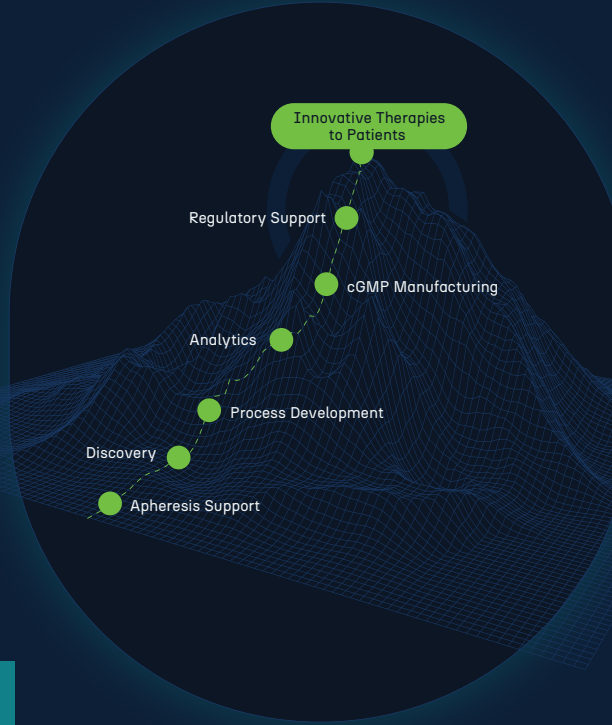 Innovative Therapies
to Patients
Regulatory Support
cGMP Manufacturing
Analytics
Process Development
Discovery
Apheresis Support